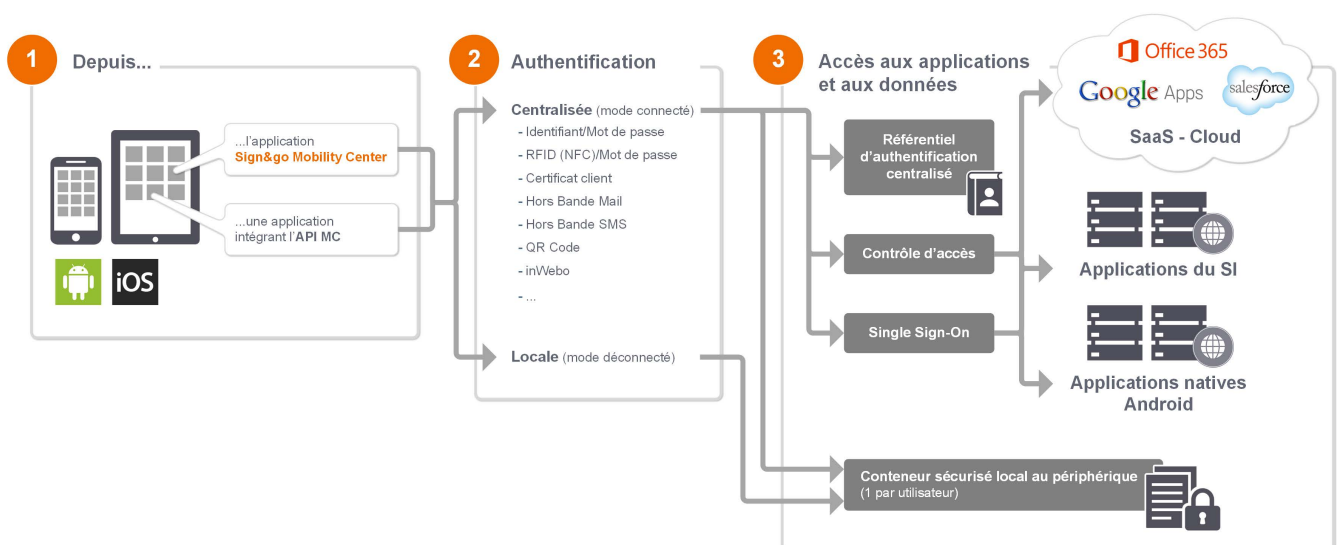 1
Depuis...
...l'application
Sign&go Mobility Center
...une application
intégrant l'API MC
iOS
2
Authentification
Centralisée (mode connecté)
- Identifiant/Mot de passe
- RFID (NFC)/Mot de passe
- Certificat client
- Hors Bande Mail
- Hors Bande SMS
- QR Code
- inWebo
- ...
Locale (mode déconnecté)
3
Accès aux applications
et aux données
Référentiel
d'authentification
centralisé
Contrôle d'accès
Single Sign-On
Office 365
Google Apps
salesforce
SaaS - Cloud
Applications du SI
Applications natives
Android
Conteneur sécurisé local au périphérique
(1 par utilisateur)